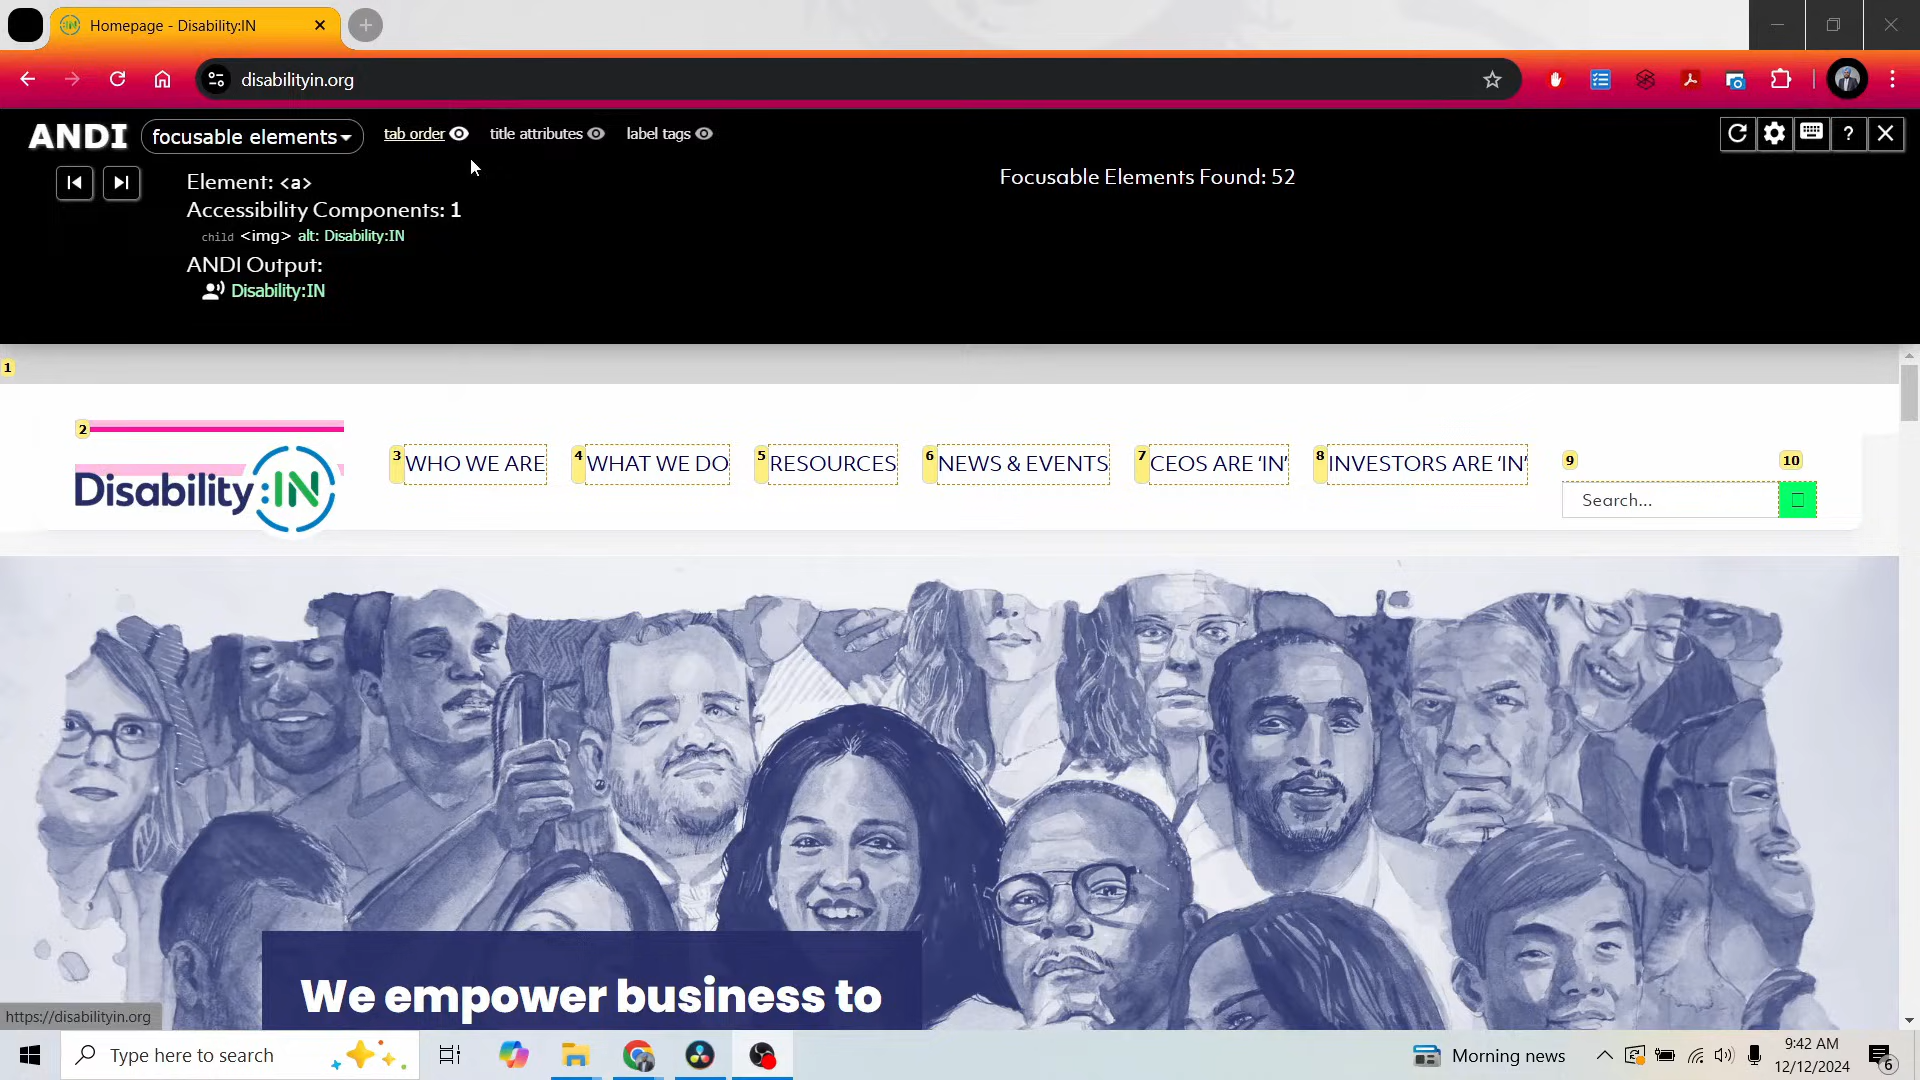 Homepage - Disability:IN
disabilityin.org
ANDI focusable elements tab order title attributes label tags ?
Element: <a>
Focusable Elements Found: 52
Accessibility Components: 1
child <img> alt: Disability:IN
ANDI Output:
Disability:IN
1
2
Disability:IN
3 WHO WE ARE
4 WHAT WE DO
5 RESOURCES
6 NEWS & EVENTS
7 CEOS ARE ‘IN’
8 INVESTORS ARE ‘IN’
9 10
Search...
We empower business to
https://disabilityin.org
Type here to search
Morning news
9:42 AM
12/12/2024
6